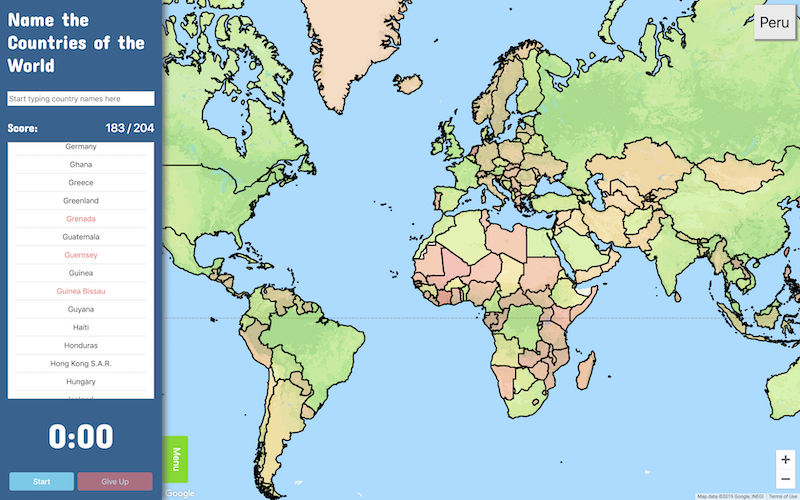 Name the
Countries of the
World
Start typing country names here
Score:
183 / 204
Germany
Ghana
Greece
Greenland
Grenada
Guatemala
Guernsey
Guinea
Guinea Bissau
Guyana
Haiti
Honduras
Hong Kong S.A.R.
Hungary
Iceland
0:00
Start
Give Up
Menu
Google
Peru
+
−
Map data ©2019 Google, INEGI
Terms of Use